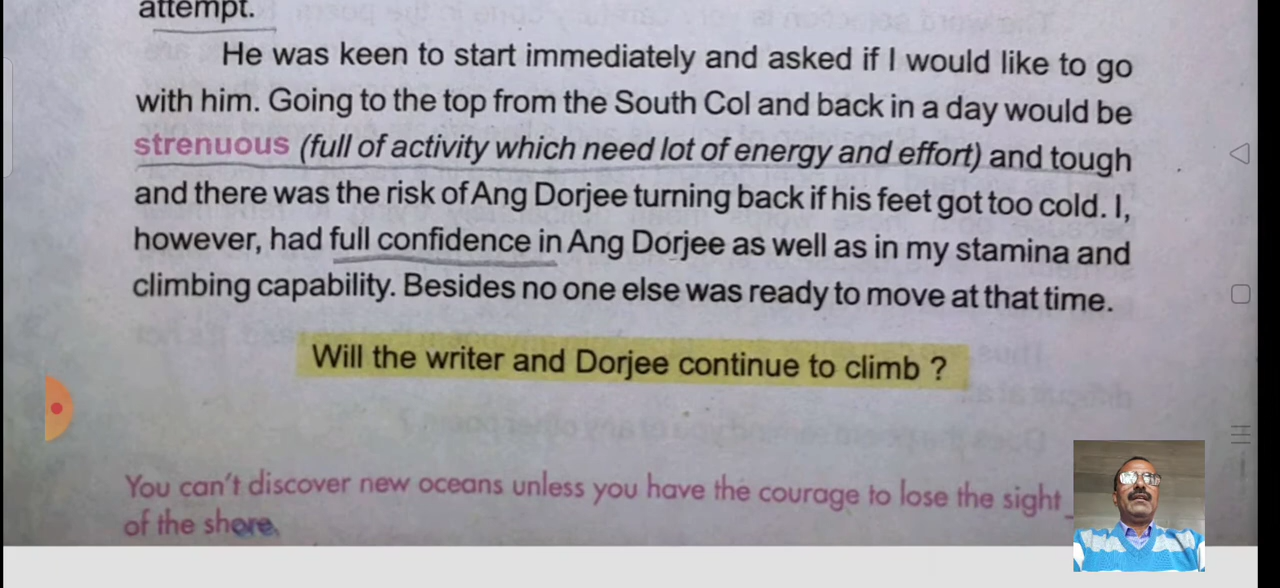 attempt.
He was keen to start immediately and asked if I would like to go
with him. Going to the top from the South Col and back in a day would be
strenuous (full of activity which need lot of energy and effort) and tough
and there was the risk of Ang Dorjee turning back if his feet got too cold. I,
however, had full confidence in Ang Dorjee as well as in my stamina and
climbing capability. Besides no one else was ready to move at that time.
Will the writer and Dorjee continue to climb ?
You can't discover new oceans unless you have the courage to lose the sight
of the shore.